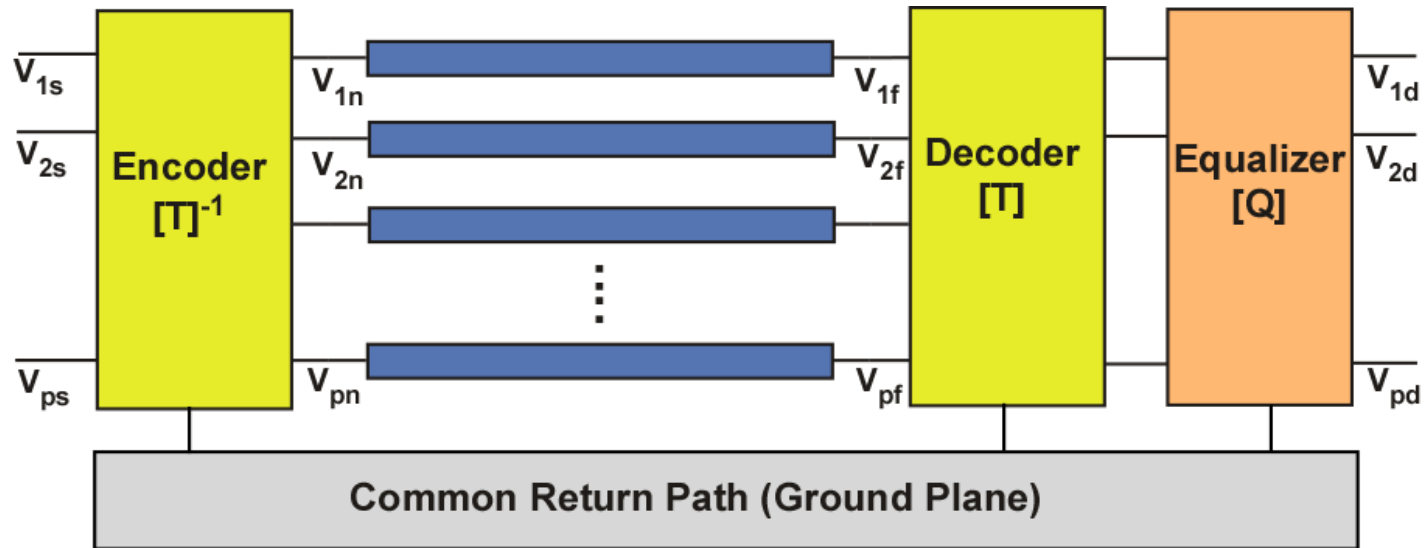 V1s
V2s
Vps
Encoder
[T]-1
V1n
V2n
Vpn
V1f
V2f
Vpf
Decoder
[T]
Equalizer
[Q]
V1d
V2d
Vpd
Common Return Path (Ground Plane)